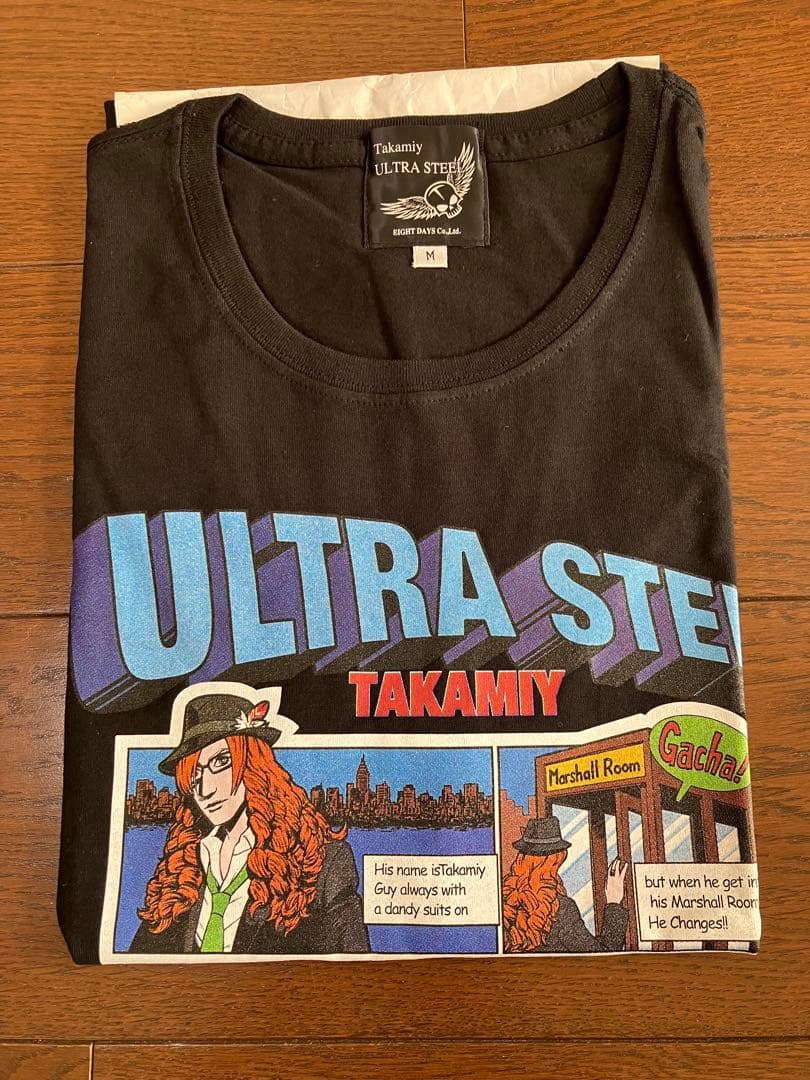 Takamiy
ULTRA STEEL
EIGHT DAYS Co.,Ltd.
M
ULTRA STE
TAKAMIY
Marshall Room
Gacha!
His name isTakamiy
Guy always with
a dandy suits on
but when he get in
his Marshall Room
He Changes!!